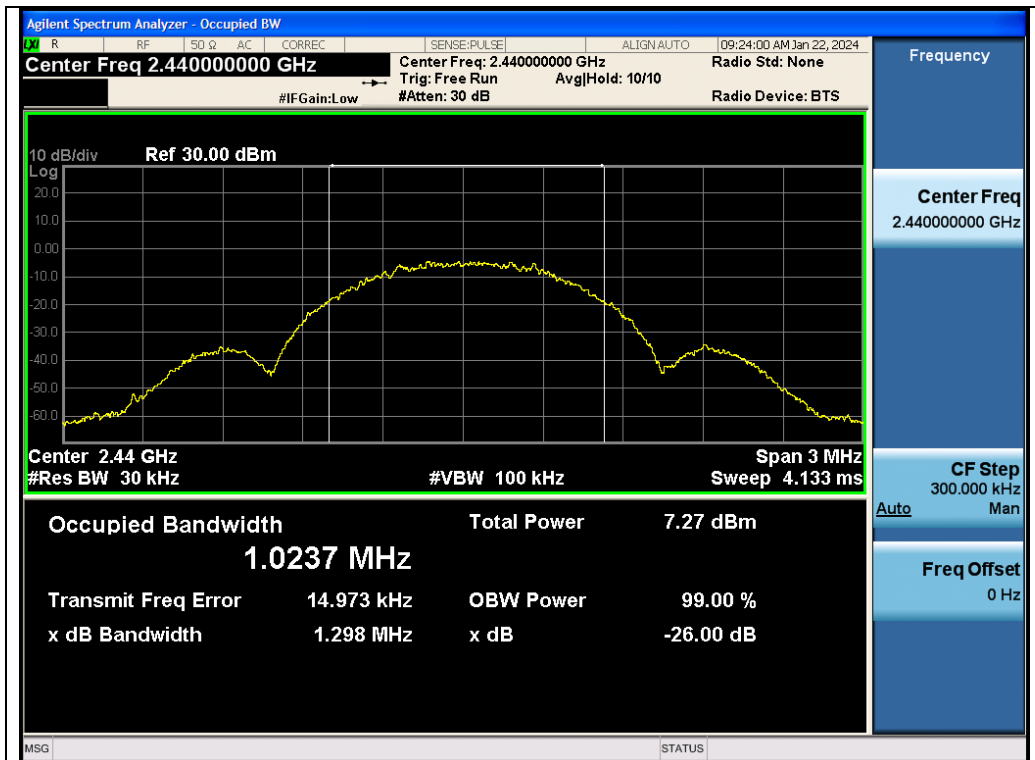 Agilent Spectrum Analyzer - Occupied BW
LXI R RF 50 Ω AC CORREC SENSE:PULSE ALIGN AUTO 09:24:00 AM Jan 22, 2024
Center Freq 2.440000000 GHz
Center Freq: 2.440000000 GHz Radio Std: None
Trig: Free Run Avg|Hold: 10/10
#IFGain:Low #Atten: 30 dB Radio Device: BTS
10 dB/div Ref 30.00 dBm
Log
20.0
10.0
0.00
-10.0
-20.0
-30.0
-40.0
-50.0
-60.0
Center 2.44 GHz Span 3 MHz
#Res BW 30 kHz #VBW 100 kHz Sweep 4.133 ms
Occupied Bandwidth Total Power 7.27 dBm
1.0237 MHz
Transmit Freq Error 14.973 kHz OBW Power 99.00 %
x dB Bandwidth 1.298 MHz x dB -26.00 dB
Frequency
Center Freq
2.440000000 GHz
CF Step
300.000 kHz
Auto Man
Freq Offset
0 Hz
MSG STATUS